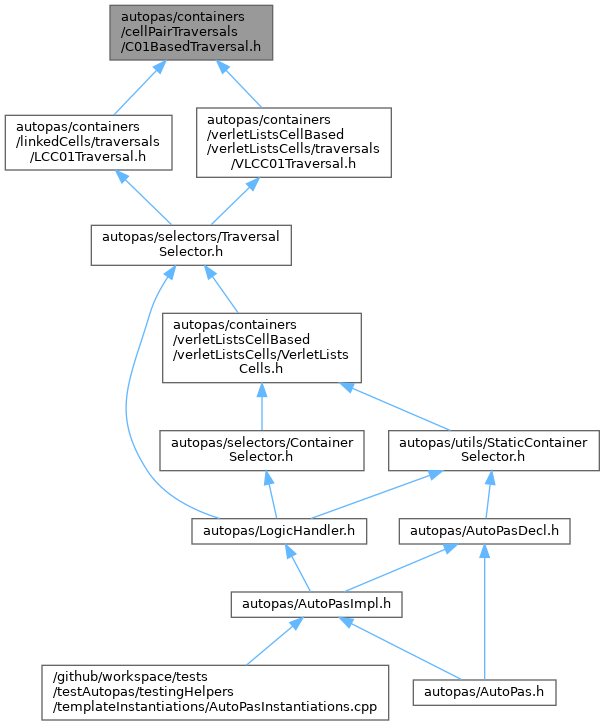 autopas/containers
/cellPairTraversals
/C01BasedTraversal.h
autopas/containers
/linkedCells/traversals
/LCC01Traversal.h
autopas/containers
/verletListsCellBased
/verletListsCells/traversals
/VLCC01Traversal.h
autopas/selectors/Traversal
Selector.h
autopas/containers
/verletListsCellBased
/verletListsCells/VerletLists
Cells.h
autopas/selectors/Container
Selector.h
autopas/utils/StaticContainer
Selector.h
autopas/LogicHandler.h
autopas/AutoPasDecl.h
autopas/AutoPasImpl.h
/github/workspace/tests
/testAutopas/testingHelpers
/templateInstantiations/AutoPasInstantiations.cpp
autopas/AutoPas.h